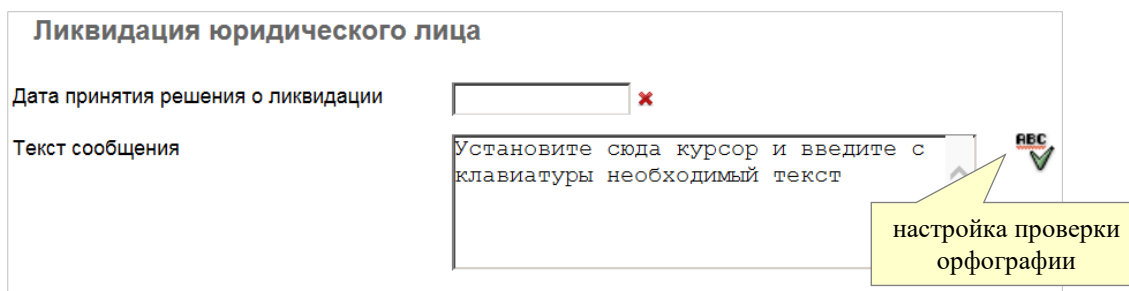 Ликвидация юридического лица
Дата принятия решения о ликвидации
Текст сообщения
Установите сюда курсор и введите с
клавиатуры необходимый текст
ABC
настройка проверки
орфографии